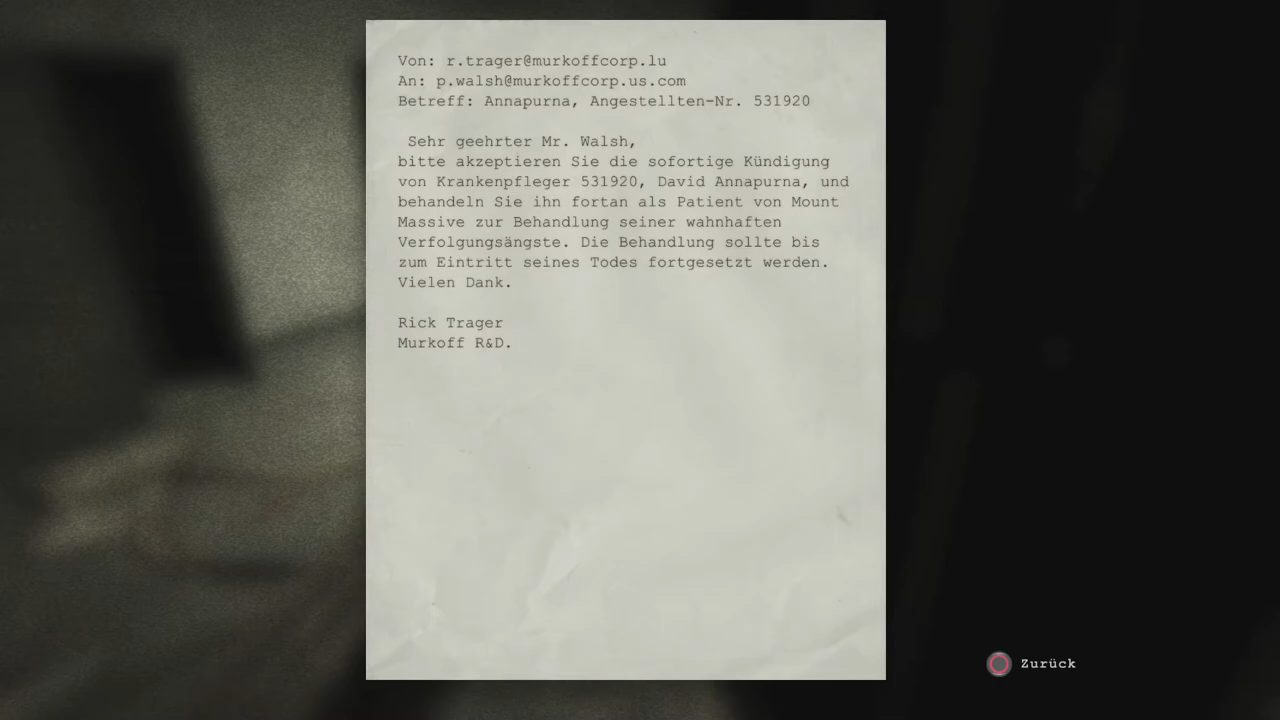 Von: r.trager@murkoffcorp.lu
An: p.walsh@murkoffcorp.us.com
Betreff: Annapurna, Angestellten-Nr. 531920
Sehr geehrter Mr. Walsh,
bitte akzeptieren Sie die sofortige Kündigung
von Krankenpfleger 531920, David Annapurna, und
behandeln Sie ihn fortan als Patient von Mount
Massive zur Behandlung seiner wahnhaften
Verfolgungsängste. Die Behandlung sollte bis
zum Eintritt seines Todes fortgesetzt werden.
Vielen Dank.
Rick Trager
Murkoff R&D.
Zurück